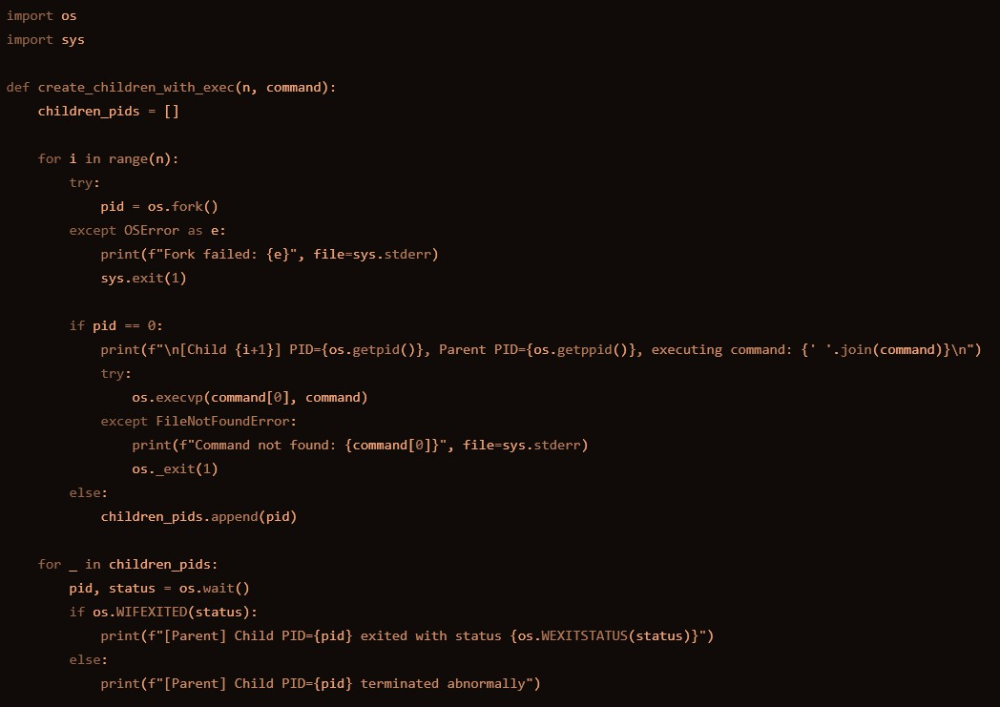 import os
import sys

def create_children_with_exec(n, command):
    children_pids = []

    for i in range(n):
        try:
            pid = os.fork()
        except OSError as e:
            print(f"Fork failed: {e}", file=sys.stderr)
            sys.exit(1)

        if pid == 0:
            print(f"\n[Child {i+1}] PID={os.getpid()}, Parent PID={os.getppid()}, executing command: {' '.join(command)}\n")
            try:
                os.execvp(command[0], command)
            except FileNotFoundError:
                print(f"Command not found: {command[0]}", file=sys.stderr)
                os._exit(1)
        else:
            children_pids.append(pid)

    for _ in children_pids:
        pid, status = os.wait()
        if os.WIFEXITED(status):
            print(f"[Parent] Child PID={pid} exited with status {os.WEXITSTATUS(status)}")
        else:
            print(f"[Parent] Child PID={pid} terminated abnormally")